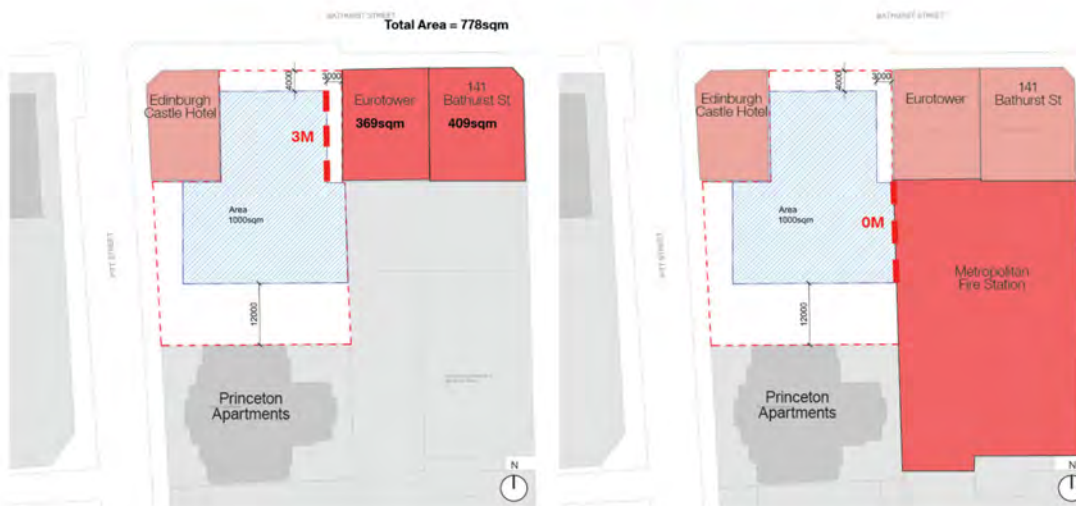 BATHURST STREET
Total Area = 778sqm
4000
3000
Edinburgh
Castle Hotel
Eurotower
369sqm
141
Bathurst St
409sqm
3M
Area
1000sqm
PITT STREET
12000
Princeton
Apartments
N
BATHURST STREET
4000
3000
Edinburgh
Castle Hotel
Eurotower
141
Bathurst St
Area
1000sqm
0M
PITT STREET
Metropolitan
Fire Station
12000
Princeton
Apartments
N